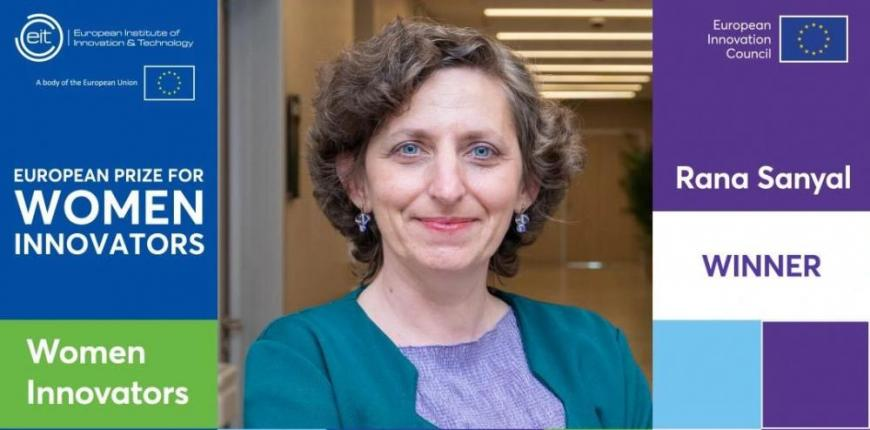 eit
European Institute of
Innovation & Technology
A body of the European Union
EUROPEAN PRIZE FOR
WOMEN
INNOVATORS
Women
Innovators
European
Innovation
Council
Rana Sanyal
WINNER